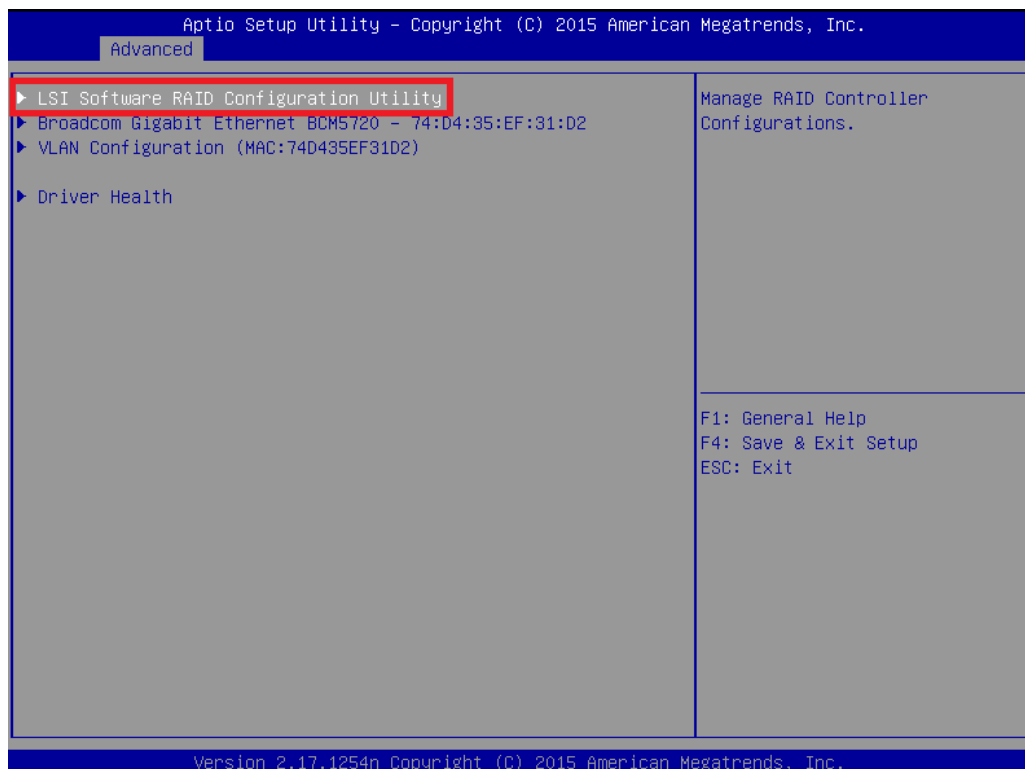 Aptio Setup Utility – Copyright (C) 2015 American Megatrends, Inc.
Advanced
▶ LSI Software RAID Configuration Utility
▶ Broadcom Gigabit Ethernet BCM5720 – 74:D4:35:EF:31:D2
▶ VLAN Configuration (MAC:74D435EF31D2)
▶ Driver Health
Manage RAID Controller
Configurations.
F1: General Help
F4: Save & Exit Setup
ESC: Exit
Version 2.17.1254n Copyright (C) 2015 American Megatrends, Inc.